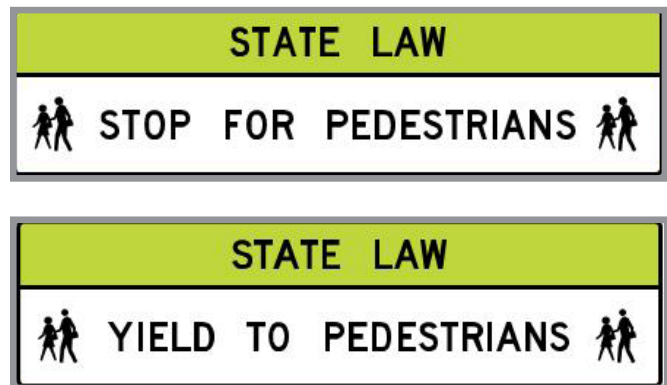 STATE LAW
STOP FOR PEDESTRIANS
STATE LAW
YIELD TO PEDESTRIANS